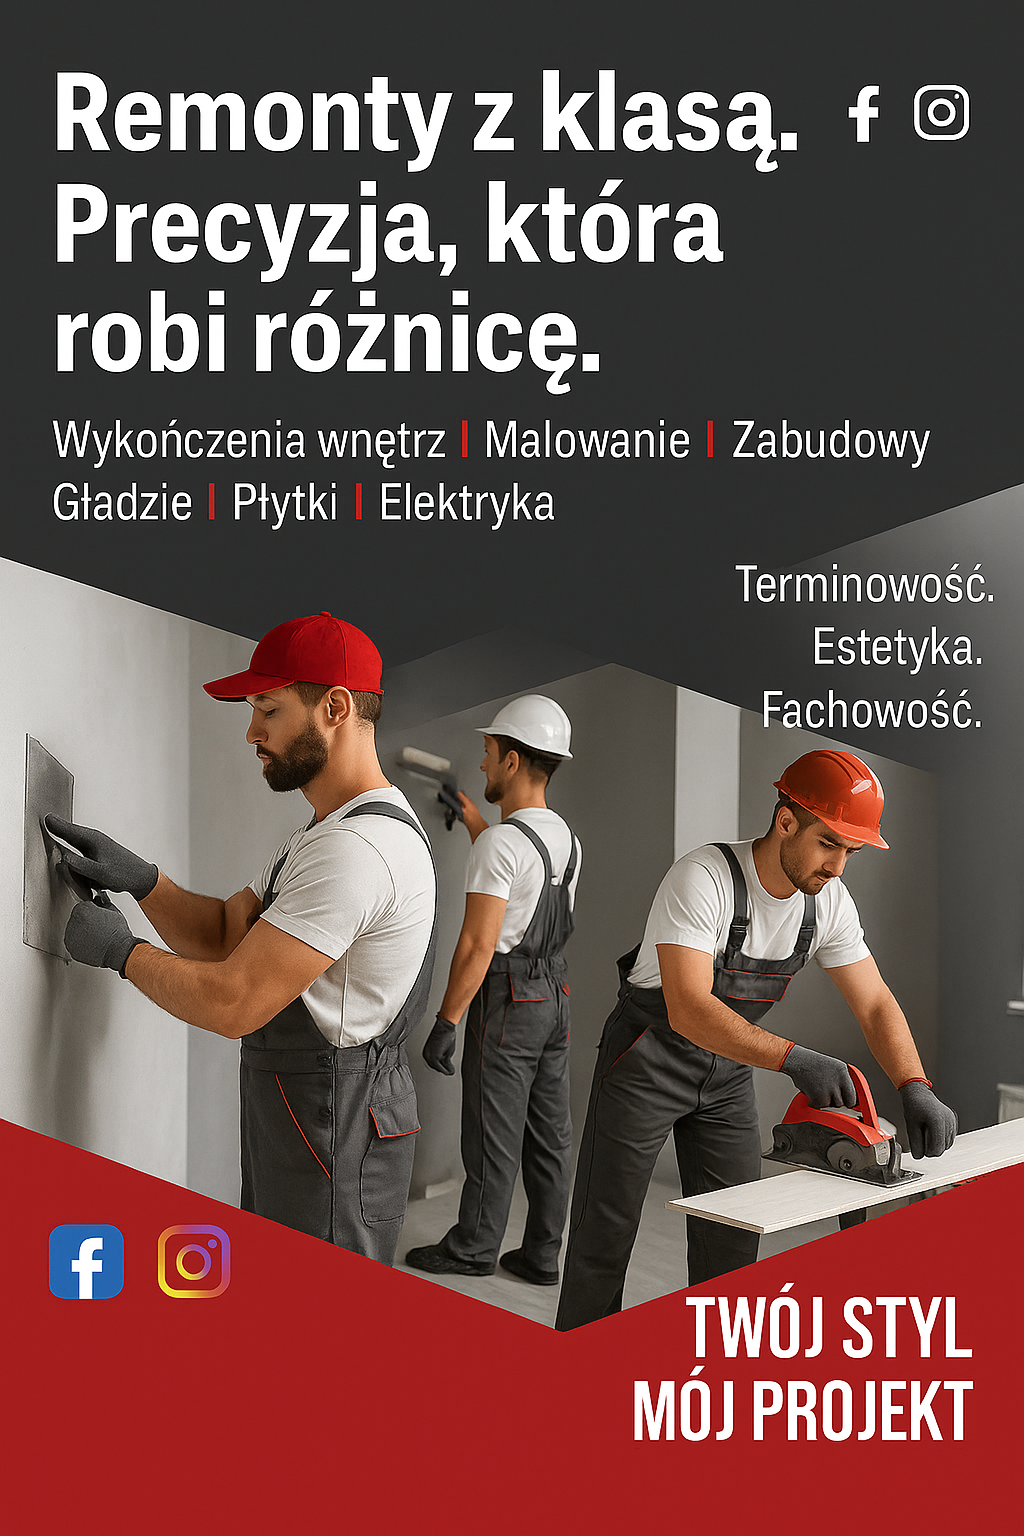 Remonty z klasą.
Precyzja, która
robi różnicę.
Wykończenia wnętrz | Malowanie | Zabudowy
Gładzie | Płytki | Elektryka
Terminowość.
Estetyka.
Fachowość.
TWÓJ STYL
MÓJ PROJEKT